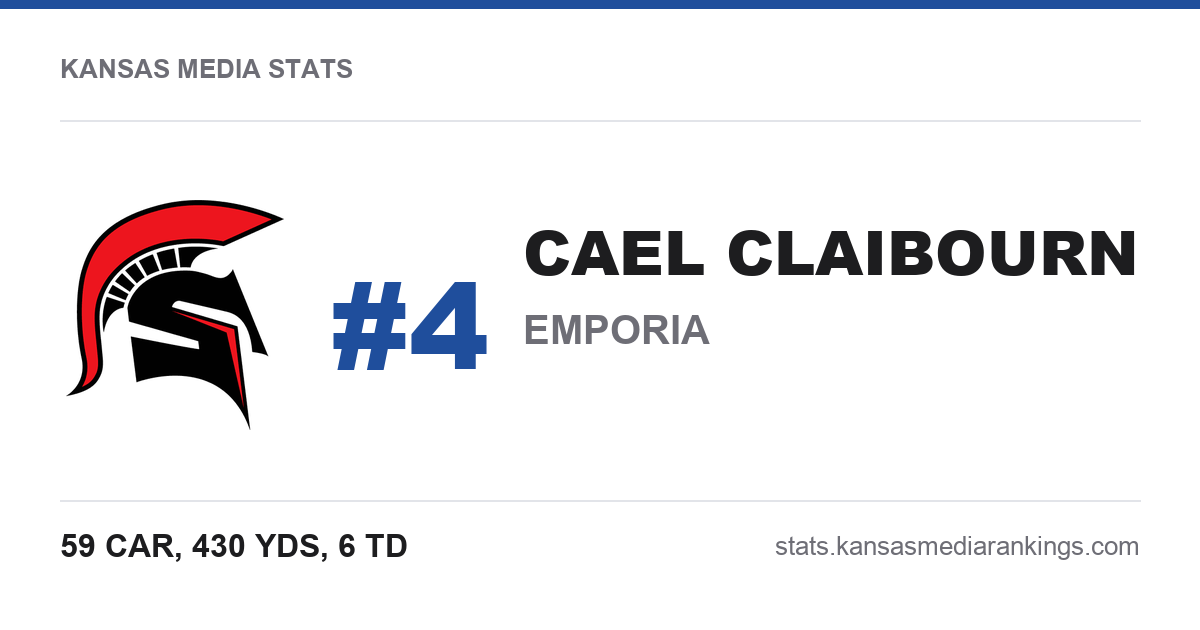 KANSAS MEDIA STATS
#4
CAEL CLAIBOURN
EMPORIA
59 CAR, 430 YDS, 6 TD
stats.kansasmediarankings.com